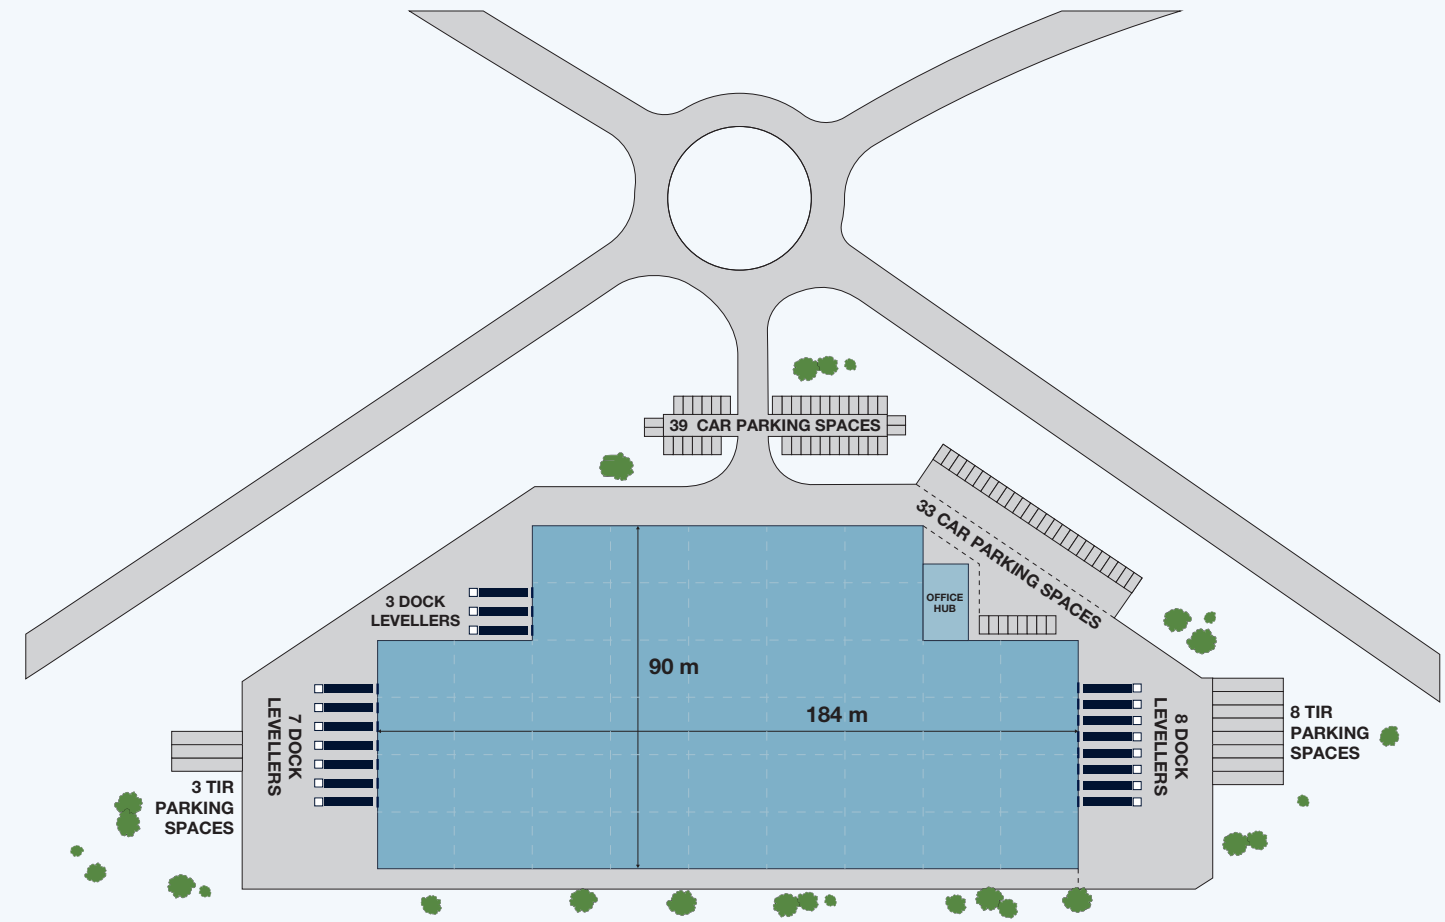 39 CAR PARKING SPACES
33 CAR PARKING SPACES
3 DOCK
LEVELLERS
OFFICE
HUB
90 m
184 m
7 DOCK
LEVELLERS
8 DOCK
LEVELLERS
8 TIR
PARKING
SPACES
3 TIR
PARKING
SPACES